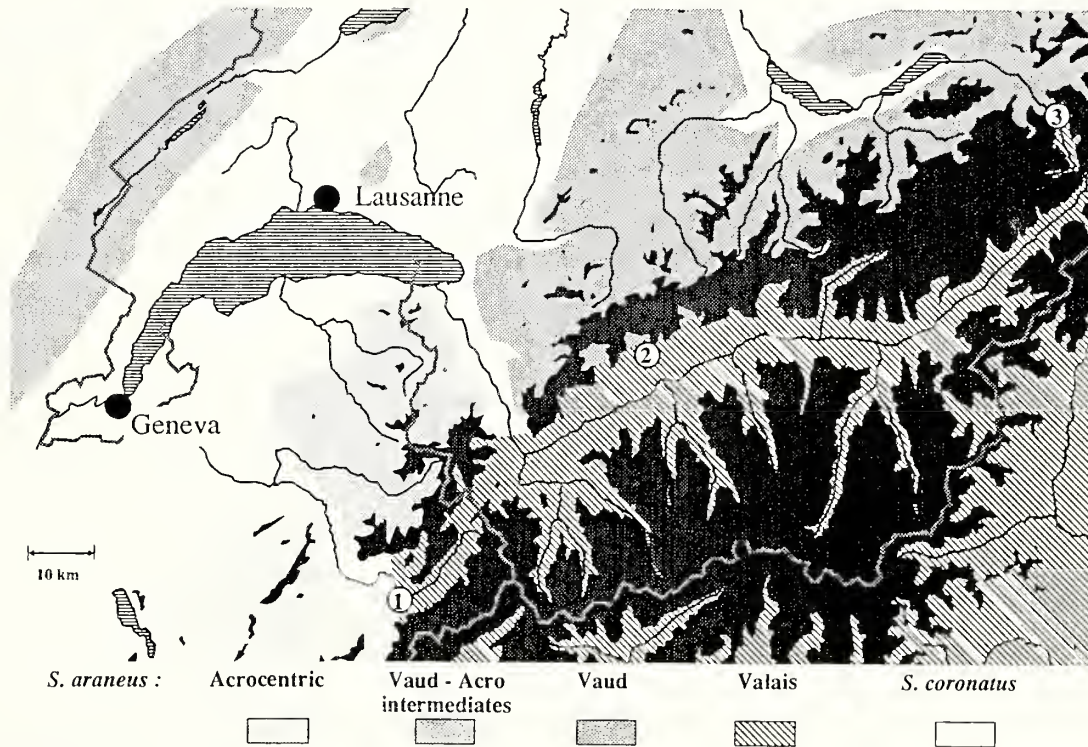 Lausanne
Geneva
10 km
1
2
3
S. araneus : Acrocentric Vaud - Acro Vaud Valais S. coronatus
intermediates